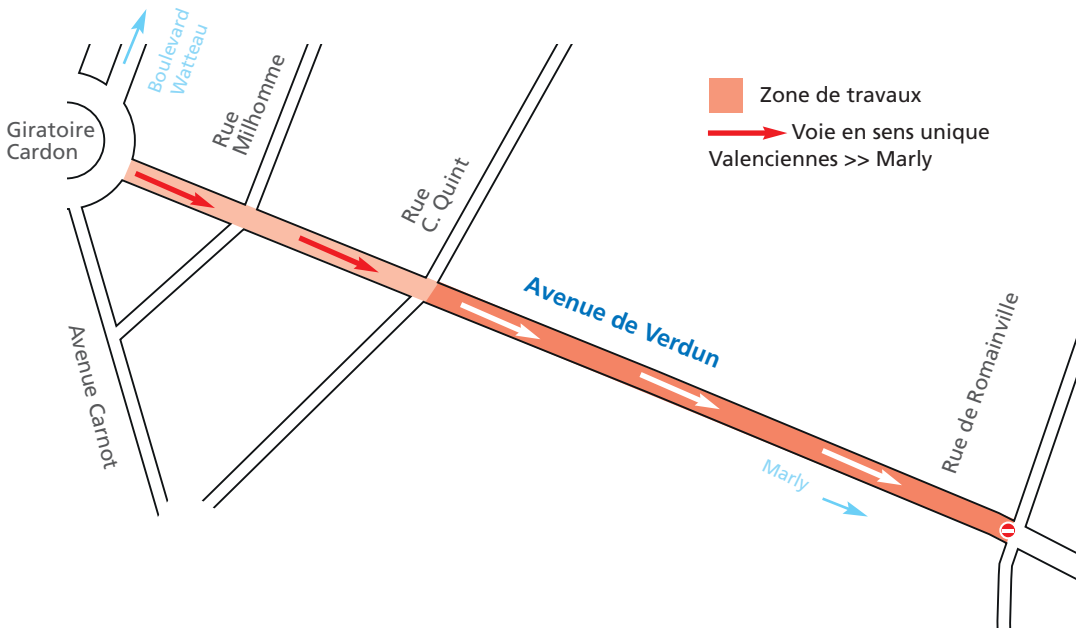 Boulevard
Watteau
Giratoire
Cardon
Rue
Milhomme
Rue
C. Quint
Zone de travaux
Voie en sens unique
Valenciennes >> Marly
Avenue de Verdun
Avenue Carnot
Marly
Rue de Romainville